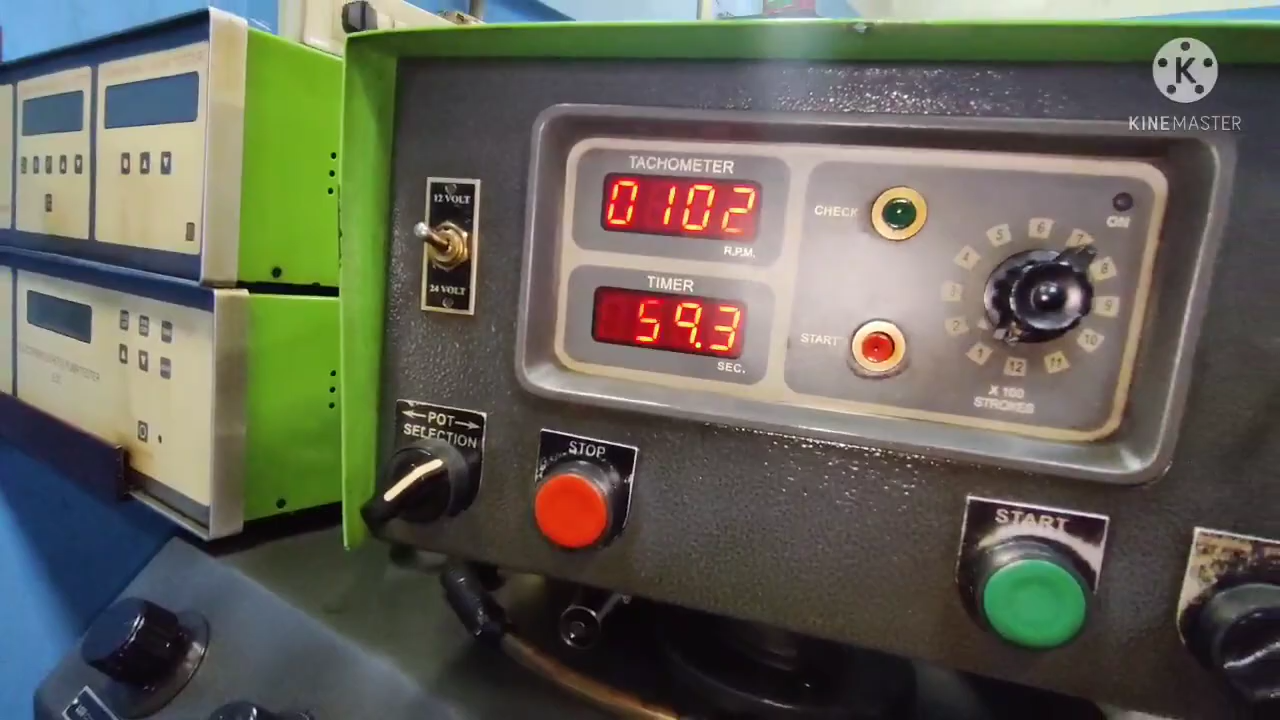 K
KINEMASTER
12 VOLT
24 VOLT
TACHOMETER
0102
R.P.M.
TIMER
59.3
SEC.
CHECK
START
ON
1
2
3
4
5
6
7
8
9
10
11
12
X 100
STROKES
POT
SELECTION
STOP
START